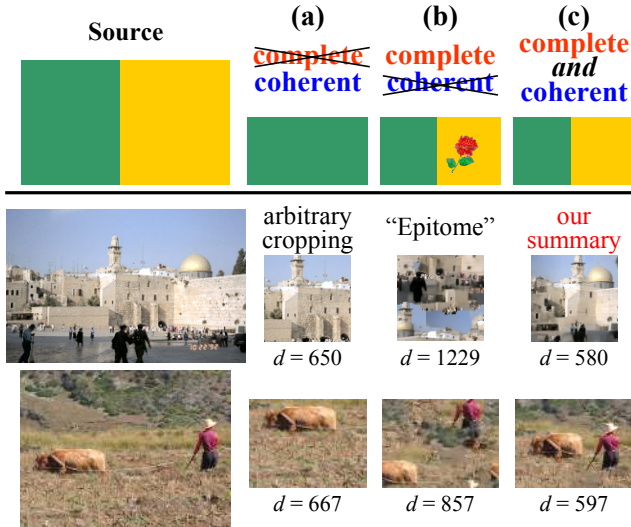 Source
(a)
complete
coherent
(b)
complete
coherent
(c)
complete
and
coherent
arbitrary
cropping
“Epitome”
our
summary
d = 650
d = 1229
d = 580
d = 667
d = 857
d = 597